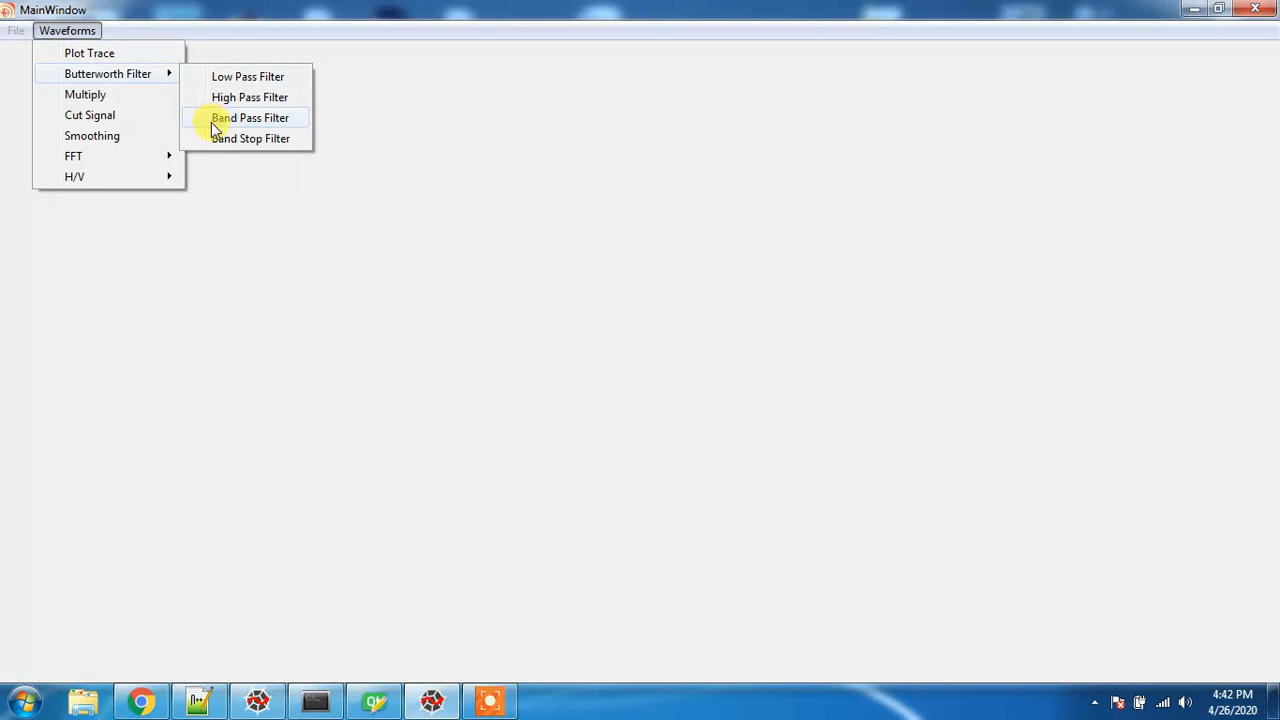 MainWindow
File Waveforms
Plot Trace
Butterworth Filter
Multiply
Cut Signal
Smoothing
FFT
H/V
Low Pass Filter
High Pass Filter
Band Pass Filter
Band Stop Filter
4:42 PM
4/26/2020